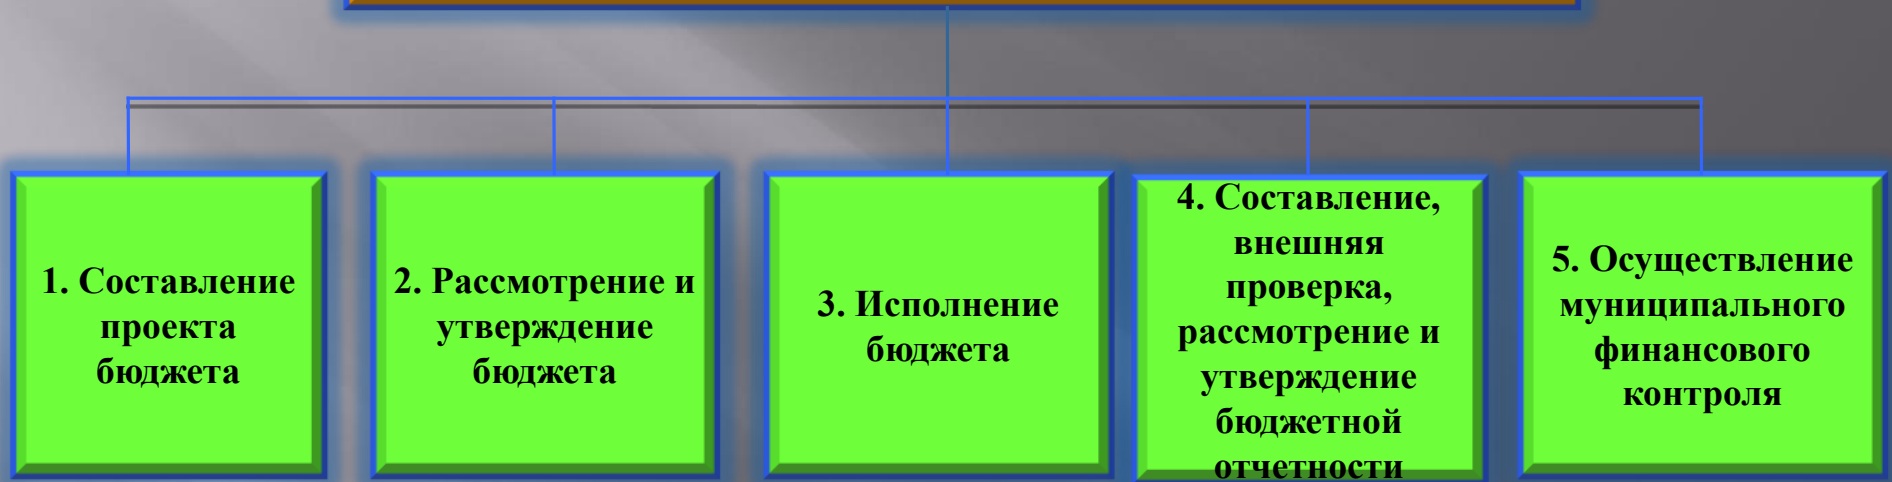 1. Составление
проекта
бюджета
2. Рассмотрение и
утверждение
бюджета
3. Исполнение
бюджета
4. Составление,
внешняя
проверка,
рассмотрение и
утверждение
бюджетной
отчетности
5. Осуществление
муниципального
финансового
контроля